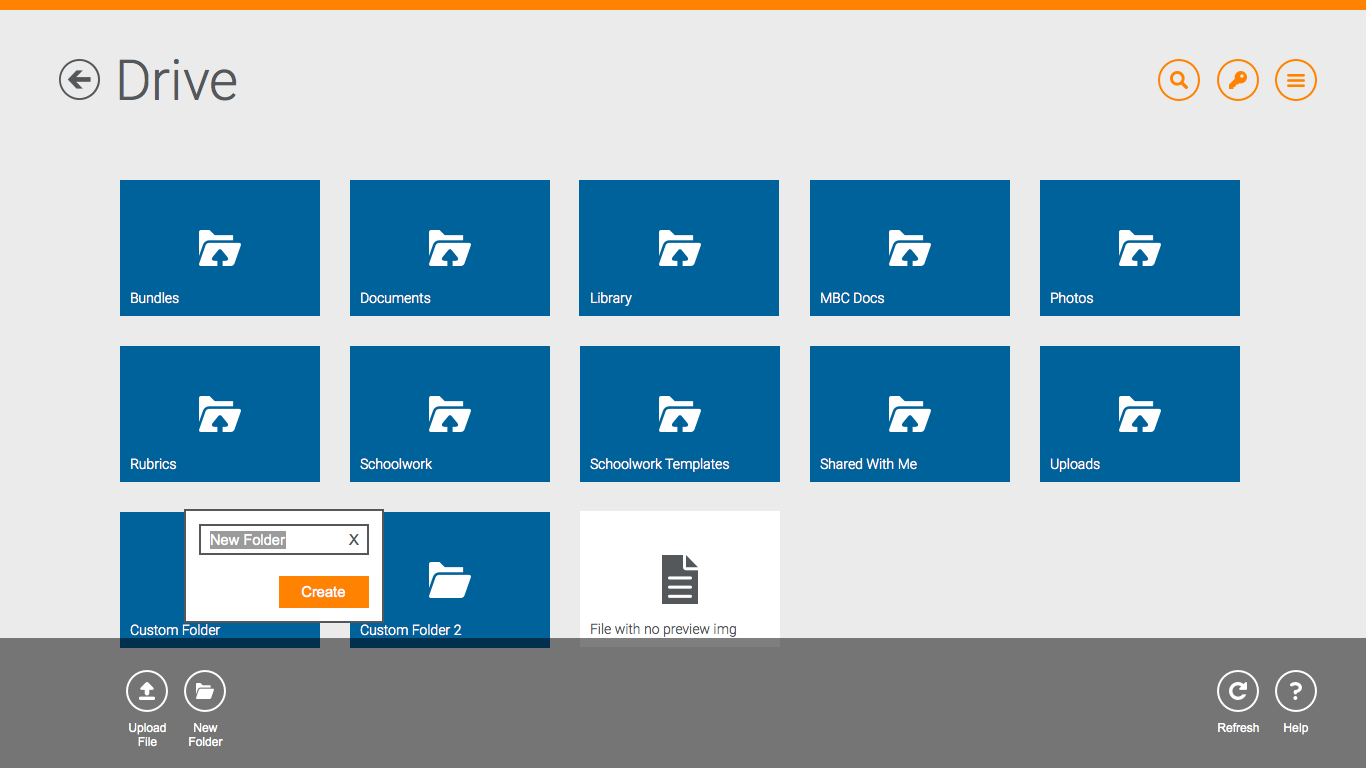 Drive
Bundles
Documents
Library
MBC Docs
Photos
Rubrics
Schoolwork
Schoolwork Templates
Shared With Me
Uploads
New Folder X
Create
Custom Folder
Custom Folder 2
File with no preview img
Upload
File
New
Folder
Refresh
Help